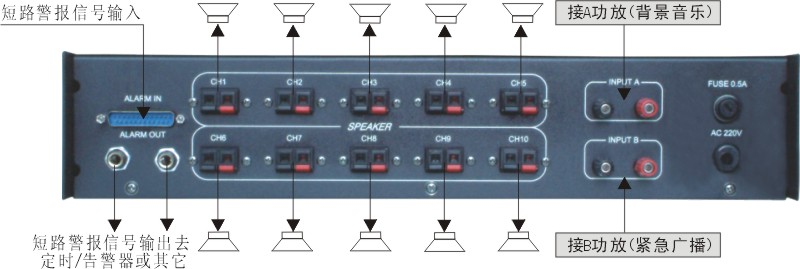 短路警报信号输入
接A功放(背景音乐)
ALARM IN
CH1
CH2
CH3
CH4
CH5
INPUT A
FUSE 0.5A
SPEAKER
ALARM OUT
CH6
CH7
CH8
CH9
CH10
INPUT B
AC 220V
短路警报信号输出去
定时/告警器或其它
接B功放(紧急广播)